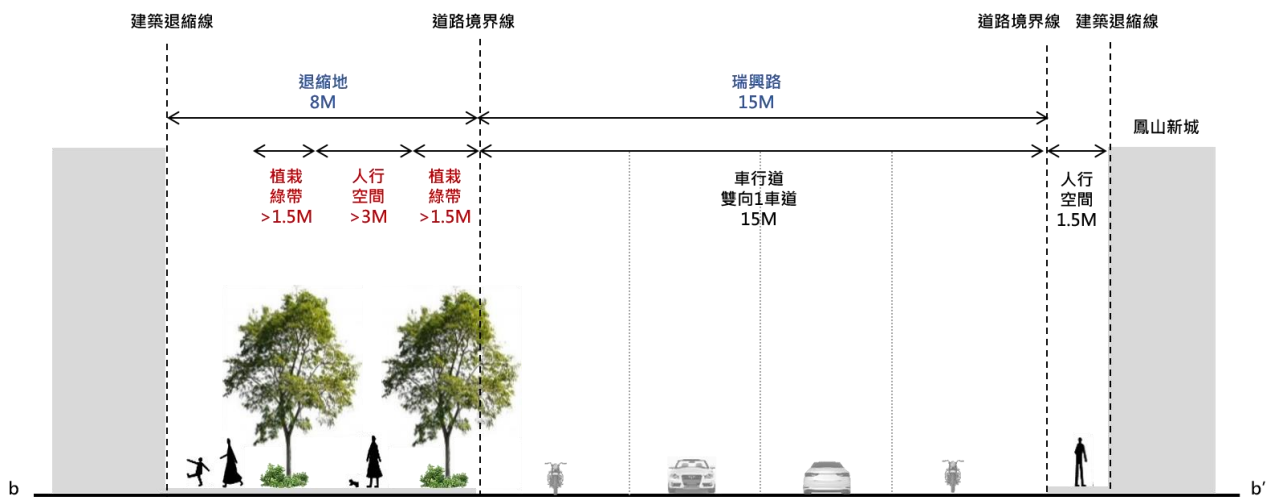 建築退縮線
道路境界線
道路境界線
建築退縮線
退縮地
8M
瑞興路
15M
鳳山新城
植栽
綠帶
>1.5M
人行
空間
>3M
植栽
綠帶
>1.5M
車行道
雙向1車道
15M
人行
空間
1.5M
b
b’